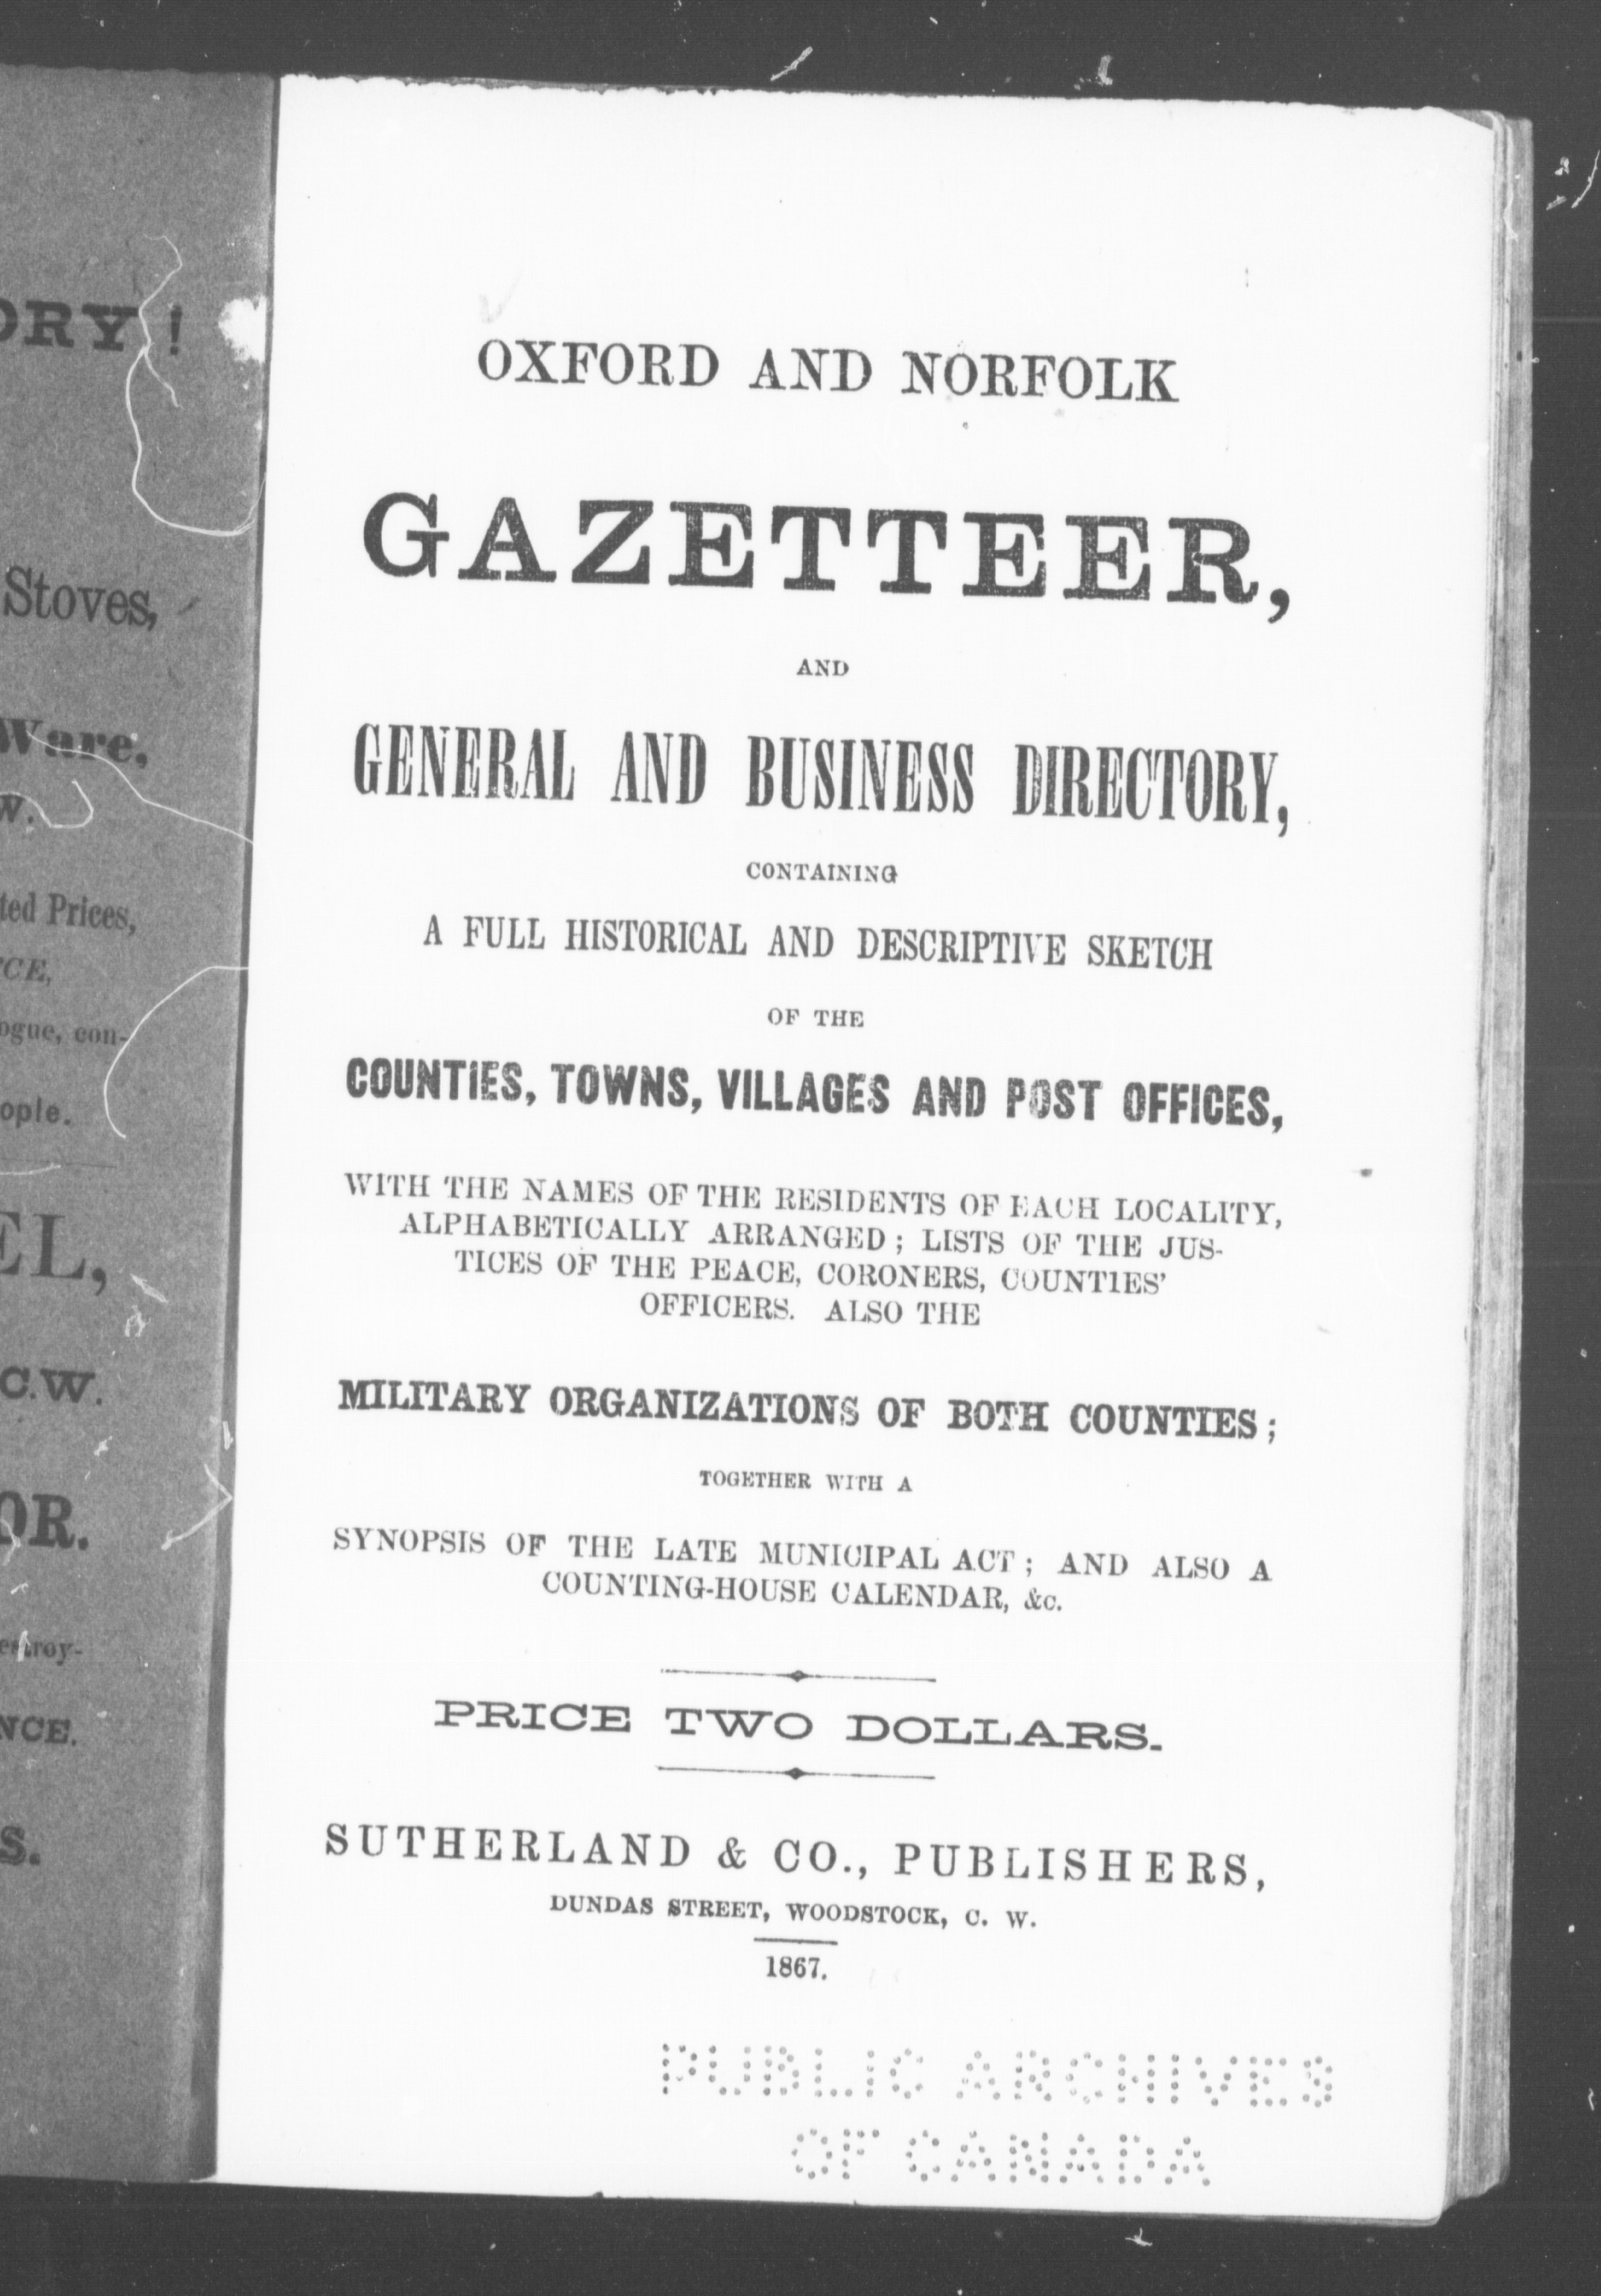 ORY!
Stoves,
Ware,
W.
ted Prices,
CE,
ogue, con-
ople.
EL,
C.W.
OR.
estroy-
NCE.
S.
OXFORD AND NORFOLK
GAZETTEER,
AND
GENERAL AND BUSINESS DIRECTORY,
CONTAINING
A FULL HISTORICAL AND DESCRIPTIVE SKETCH
OF THE
COUNTIES, TOWNS, VILLAGES AND POST OFFICES,
WITH THE NAMES OF THE RESIDENTS OF EACH LOCALITY,
ALPHABETICALLY ARRANGED; LISTS OF THE JUS-
TICES OF THE PEACE, CORONERS, COUNTIES'
OFFICERS. ALSO THE
MILITARY ORGANIZATIONS OF BOTH COUNTIES;
TOGETHER WITH A
SYNOPSIS OF THE LATE MUNICIPAL ACT; AND ALSO A
COUNTING-HOUSE CALENDAR, &c.
PRICE TWO DOLLARS.
SUTHERLAND & CO., PUBLISHERS,
DUNDAS STREET, WOODSTOCK, C. W.
1867.
PUBLIC ARCHIVES
OF CANADA